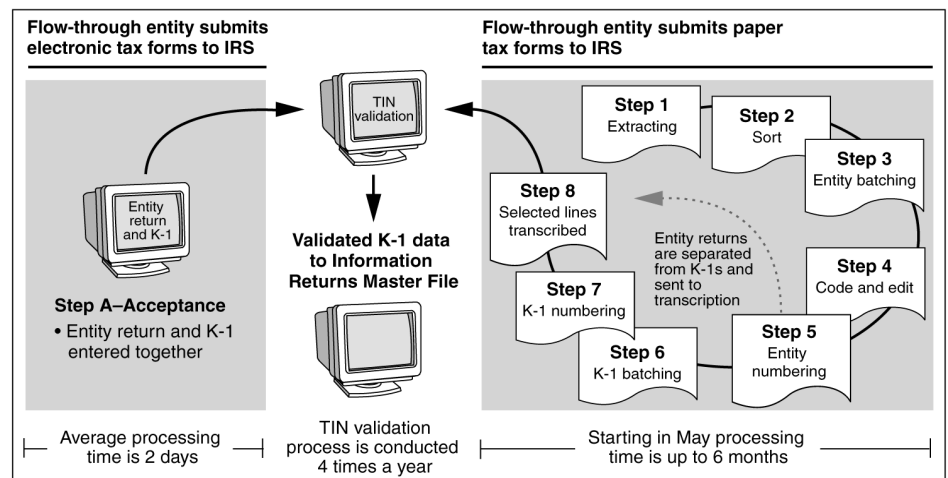 Flow-through entity submits
electronic tax forms to IRS
Entity
return
and K-1
Step A–Acceptance
• Entity return and K-1
entered together
Average processing
time is 2 days
TIN
validation
Validated K-1 data
to Information
Returns Master File
TIN validation
process is conducted
4 times a year
Flow-through entity submits paper
tax forms to IRS
Step 1
Extracting
Step 2
Sort
Step 3
Entity batching
Step 4
Code and edit
Step 5
Entity
numbering
Step 6
K-1 batching
Step 7
K-1 numbering
Step 8
Selected lines
transcribed
Entity returns
are separated
from K-1s and
sent to
transcription
Starting in May processing
time is up to 6 months